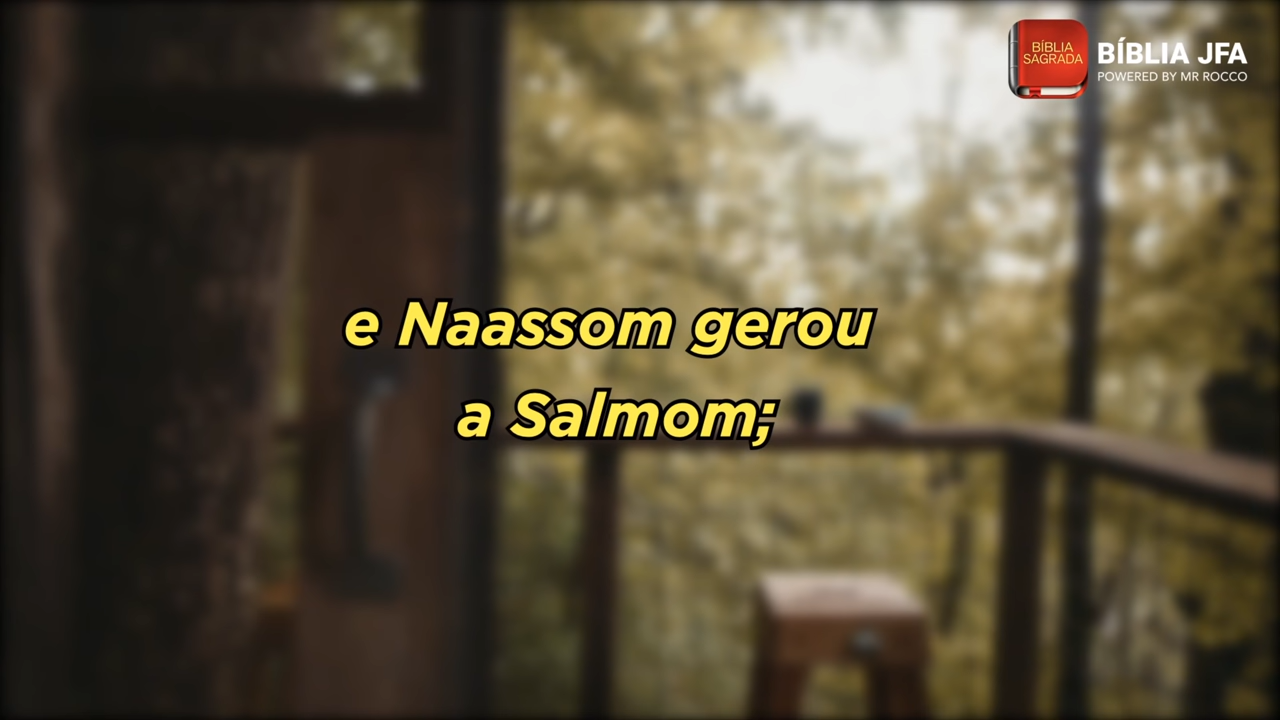 BÍBLIA
SAGRADA
BÍBLIA JFA
POWERED BY MR ROCCO
e Naassom gerou
a Salmom;